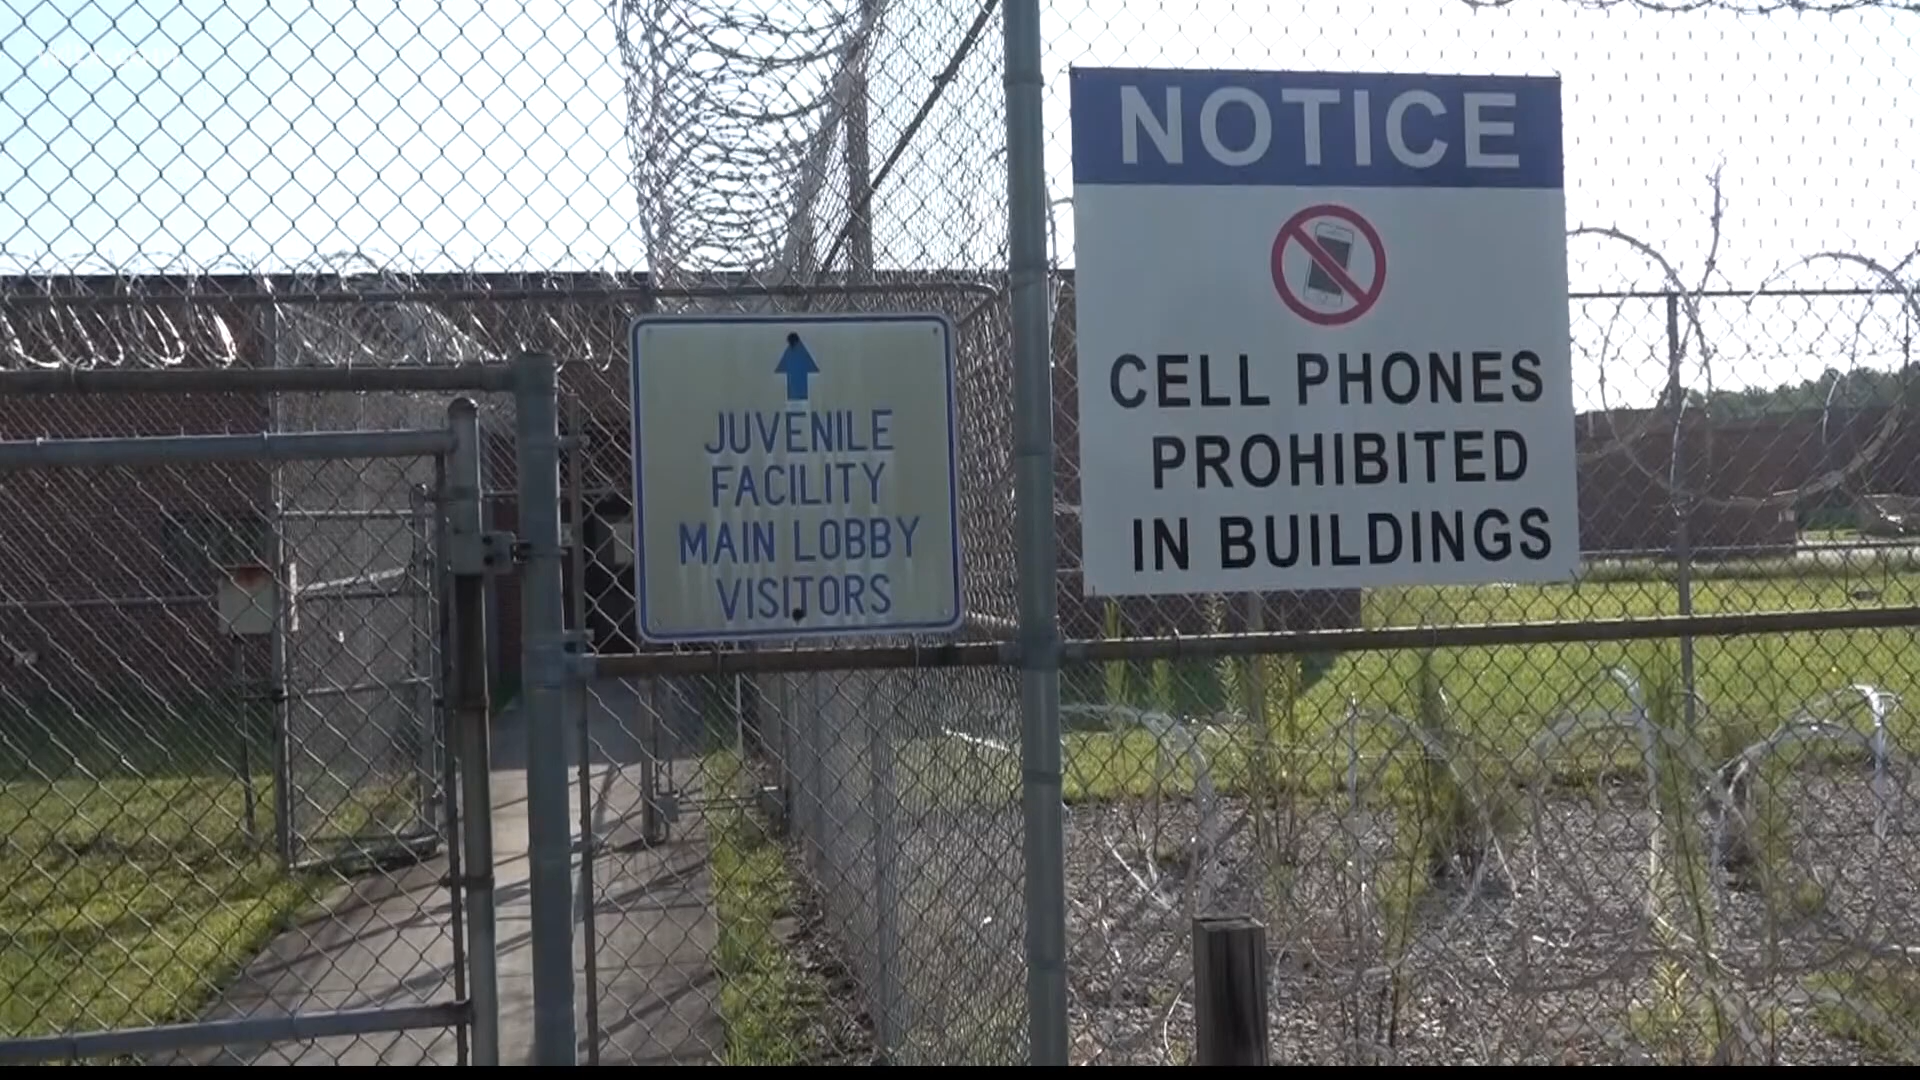 JUVENILE
FACILITY
MAIN LOBBY
VISITORS
NOTICE
CELL PHONES
PROHIBITED
IN BUILDINGS